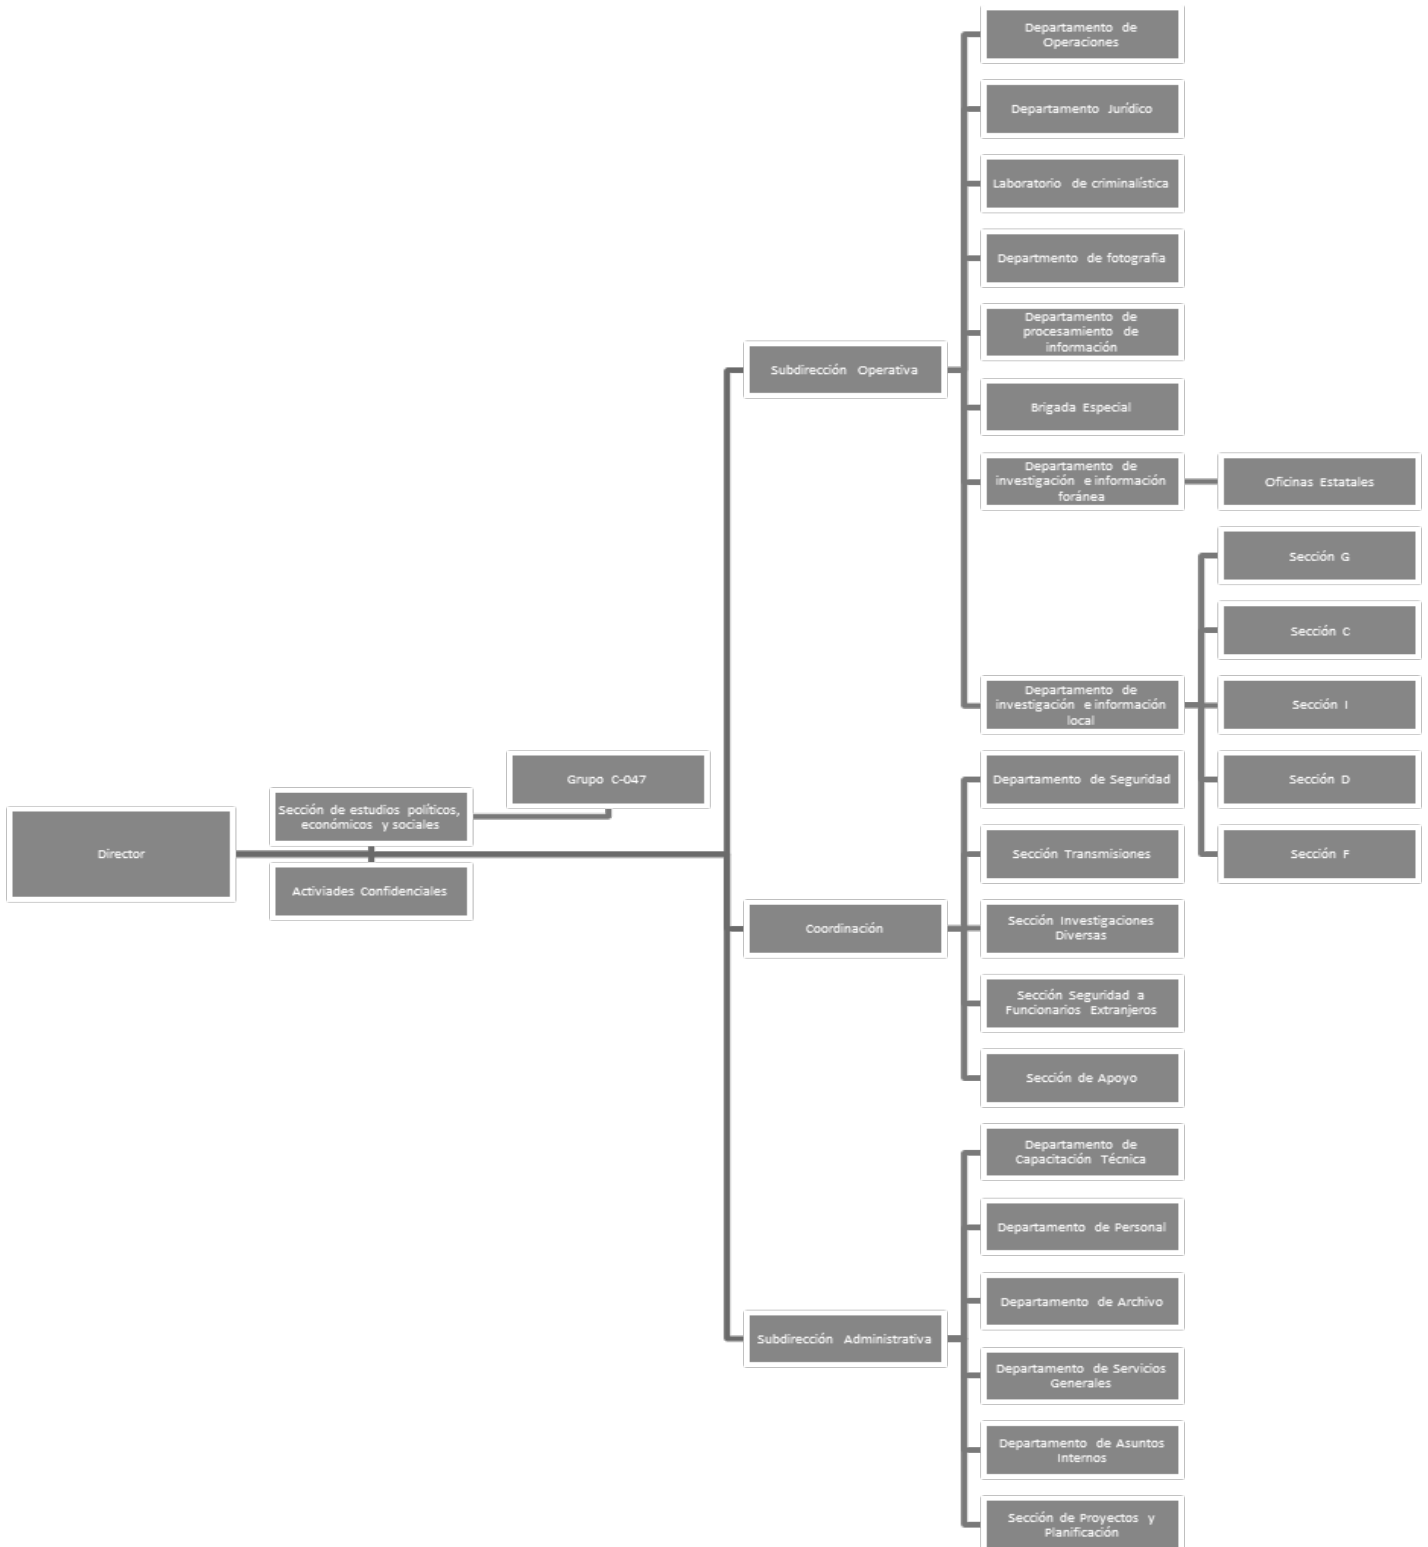 Director
Sección de estudios políticos,
económicos y sociales
Activiades Confidenciales
Grupo C-047
Subdirección Operativa
Departamento de
Operaciones
Departamento Jurídico
Laboratorio de criminalística
Departmento de fotografia
Departamento de
procesamiento de
información
Brigada Especial
Departamento de
investigación e información
foránea
Oficinas Estatales
Departamento de
investigación e información
local
Sección G
Sección C
Sección I
Sección D
Sección F
Coordinación
Departamento de Seguridad
Sección Transmisiones
Sección Investigaciones
Diversas
Sección Seguridad a
Funcionarios Extranjeros
Sección de Apoyo
Subdirección Administrativa
Departamento de
Capacitación Técnica
Departamento de Personal
Departamento de Archivo
Departamento de Servicios
Generales
Departamento de Asuntos
Internos
Sección de Proyectos y
Planificación